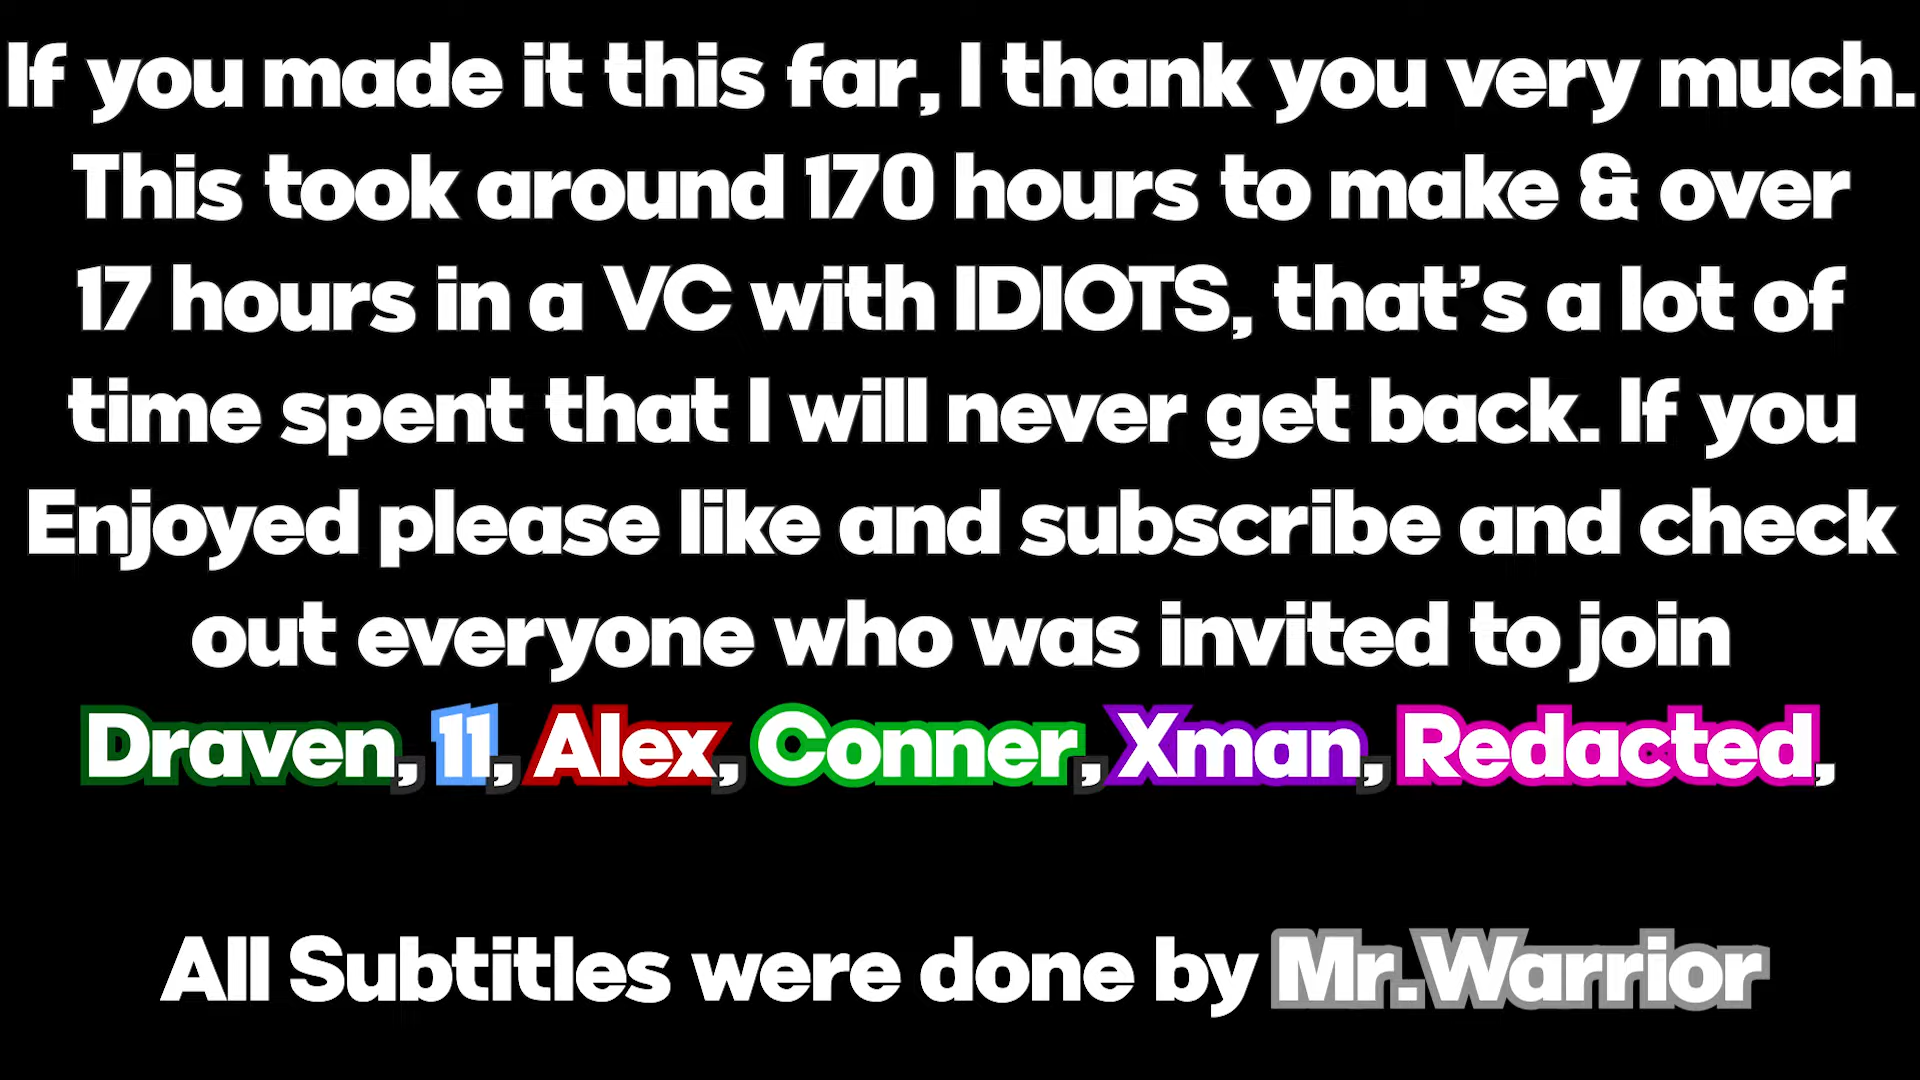 If you made it this far, I thank you very much.
This took around 170 hours to make & over
17 hours in a VC with IDIOTS, that's a lot of
time spent that I will never get back. If you
Enjoyed please like and subscribe and check
out everyone who was invited to join
Draven, 11, Alex, Conner, Xman, Redacted,
All Subtitles were done by Mr.Warrior